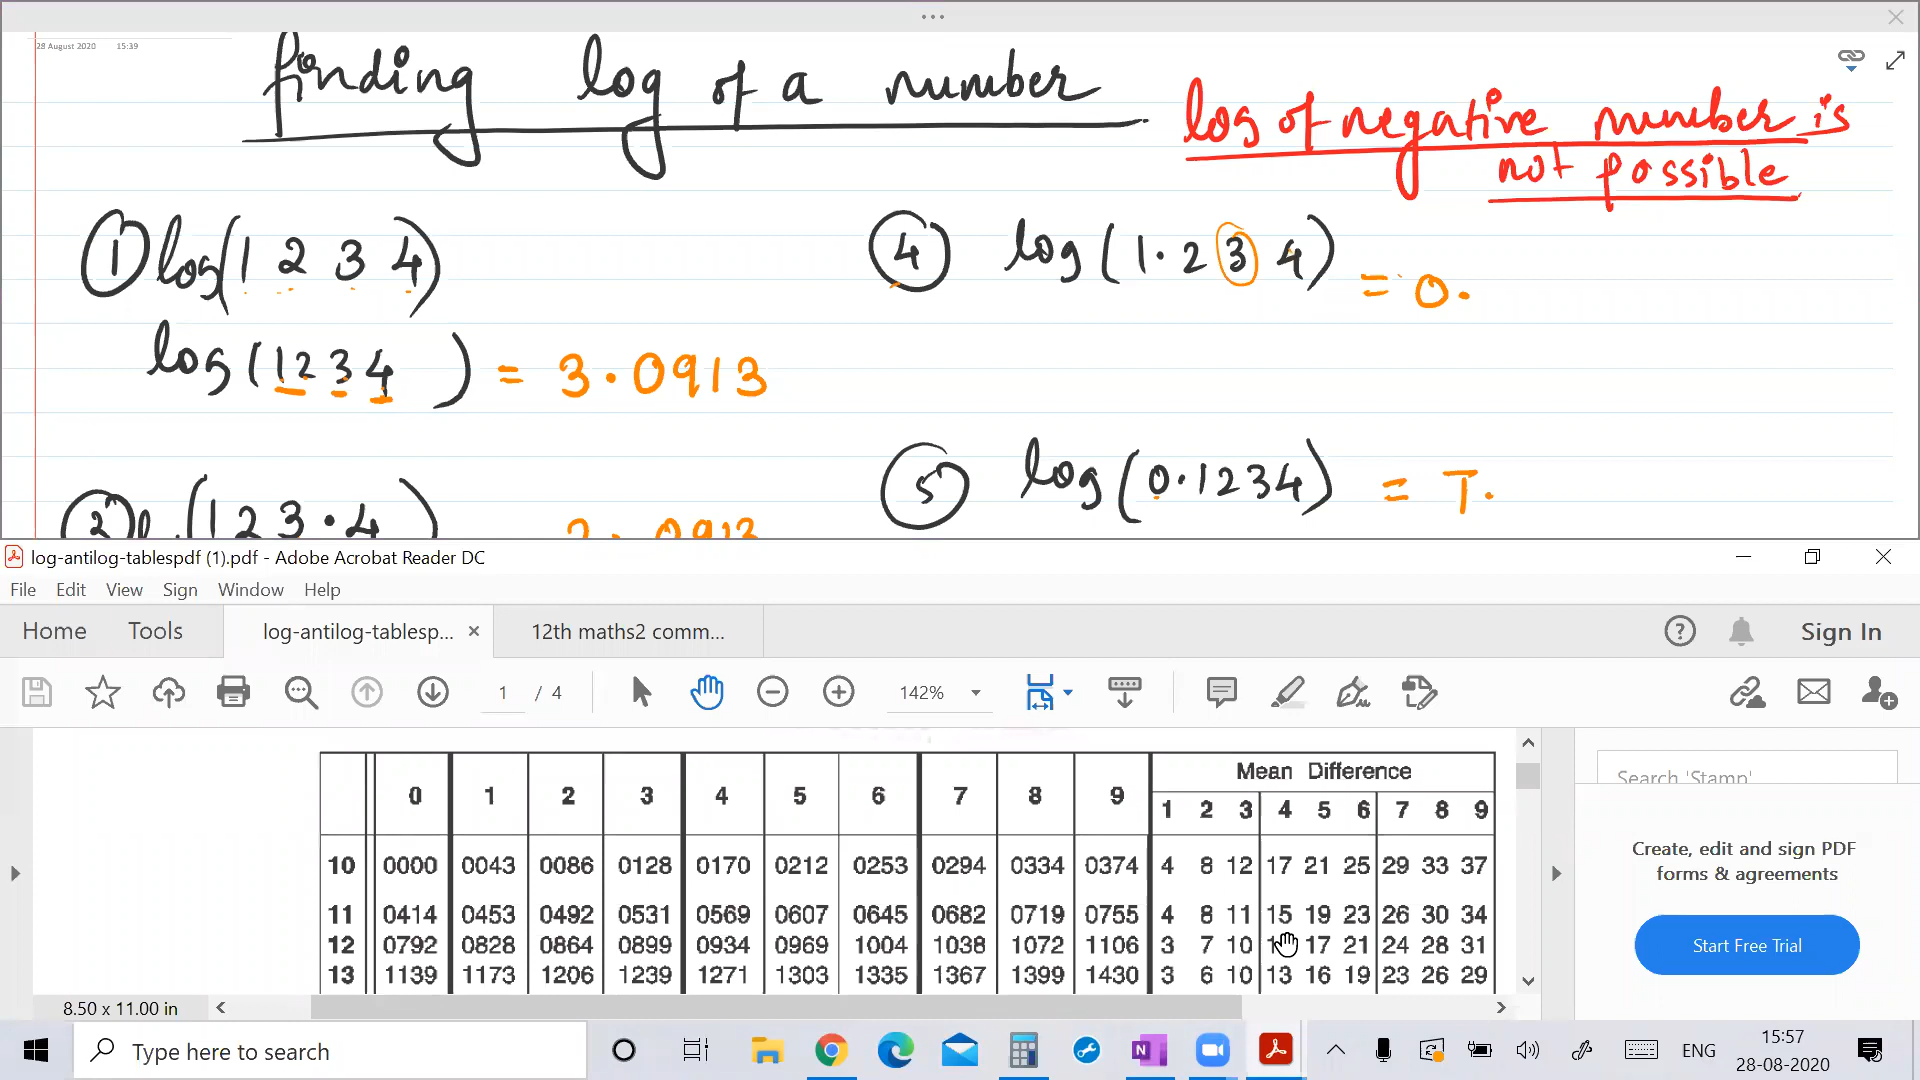 28 August 2020 15:39
finding log of a number
log of negative number is
not possible
① log(1 2 3 4)
log(1234 ) = 3.0913
② (1 2 3 . 4) 2.0913
④ log(1.234) = 0.
⑤ log(0.1234) = 1̅.
log-antilog-tablespdf (1).pdf - Adobe Acrobat Reader DC
File Edit View Sign Window Help
Home Tools log-antilog-tablesp... × 12th maths2 comm... Sign In
1 / 4 142%
Mean Difference
0 1 2 3 4 5 6 7 8 9 1 2 3 4 5 6 7 8 9
10 0000 0043 0086 0128 0170 0212 0253 0294 0334 0374 4 8 12 17 21 25 29 33 37
11 0414 0453 0492 0531 0569 0607 0645 0682 0719 0755 4 8 11 15 19 23 26 30 34
12 0792 0828 0864 0899 0934 0969 1004 1038 1072 1106 3 7 10 17 21 24 28 31
13 1139 1173 1206 1239 1271 1303 1335 1367 1399 1430 3 6 10 13 16 19 23 26 29
8.50 x 11.00 in
Search 'Stamp'
Create, edit and sign PDF
forms & agreements
Start Free Trial
Type here to search
ENG
15:57
28-08-2020